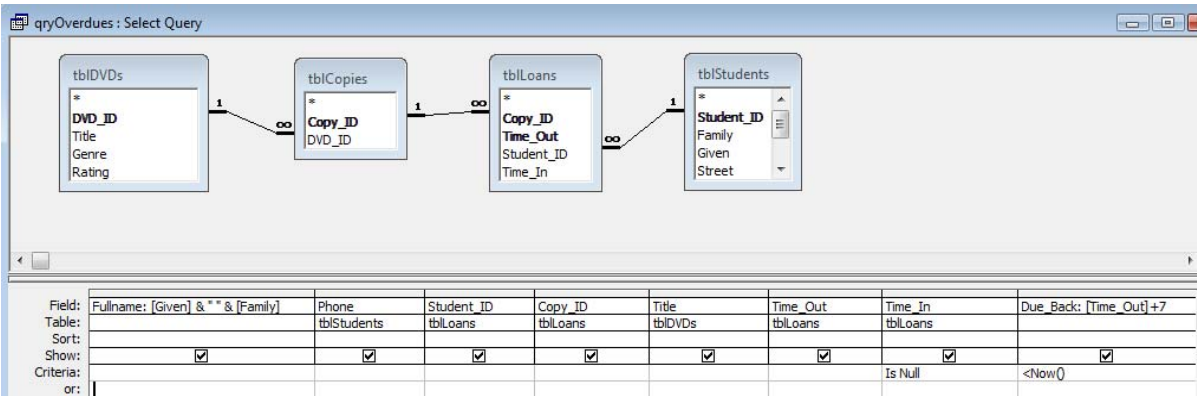 qryOverdues : Select Query
tblDVDs
*
DVD_ID
Title
Genre
Rating
1
∞
tblCopies
*
Copy_ID
DVD_ID
1
∞
tblLoans
*
Copy_ID
Time_Out
Student_ID
Time_In
∞
1
tblStudents
*
Student_ID
Family
Given
Street
Field: Fullname: [Given] & " " & [Family] Phone Student_ID Copy_ID Title Time_Out Time_In Due_Back: [Time_Out]+7
Table: tblStudents tblLoans tblLoans tblDVDs tblLoans tblLoans
Sort:
Show:
Criteria: Is Null <Now()
or: